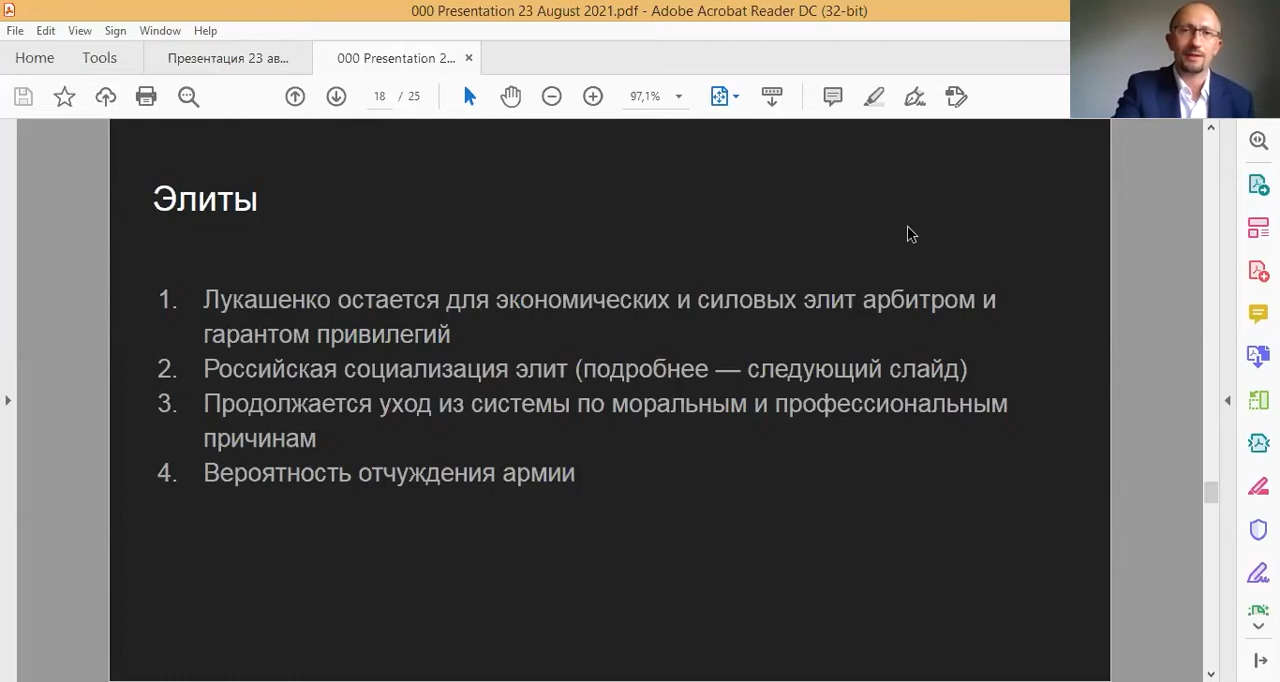 000 Presentation 23 August 2021.pdf - Adobe Acrobat Reader DC (32-bit)
File Edit View Sign Window Help
Home Tools Презентация 23 ав... 000 Presentation 2... ×
18 / 25 97,1%
Элиты
1. Лукашенко остается для экономических и силовых элит арбитром и
гарантом привилегий
2. Российская социализация элит (подробнее — следующий слайд)
3. Продолжается уход из системы по моральным и профессиональным
причинам
4. Вероятность отчуждения армии